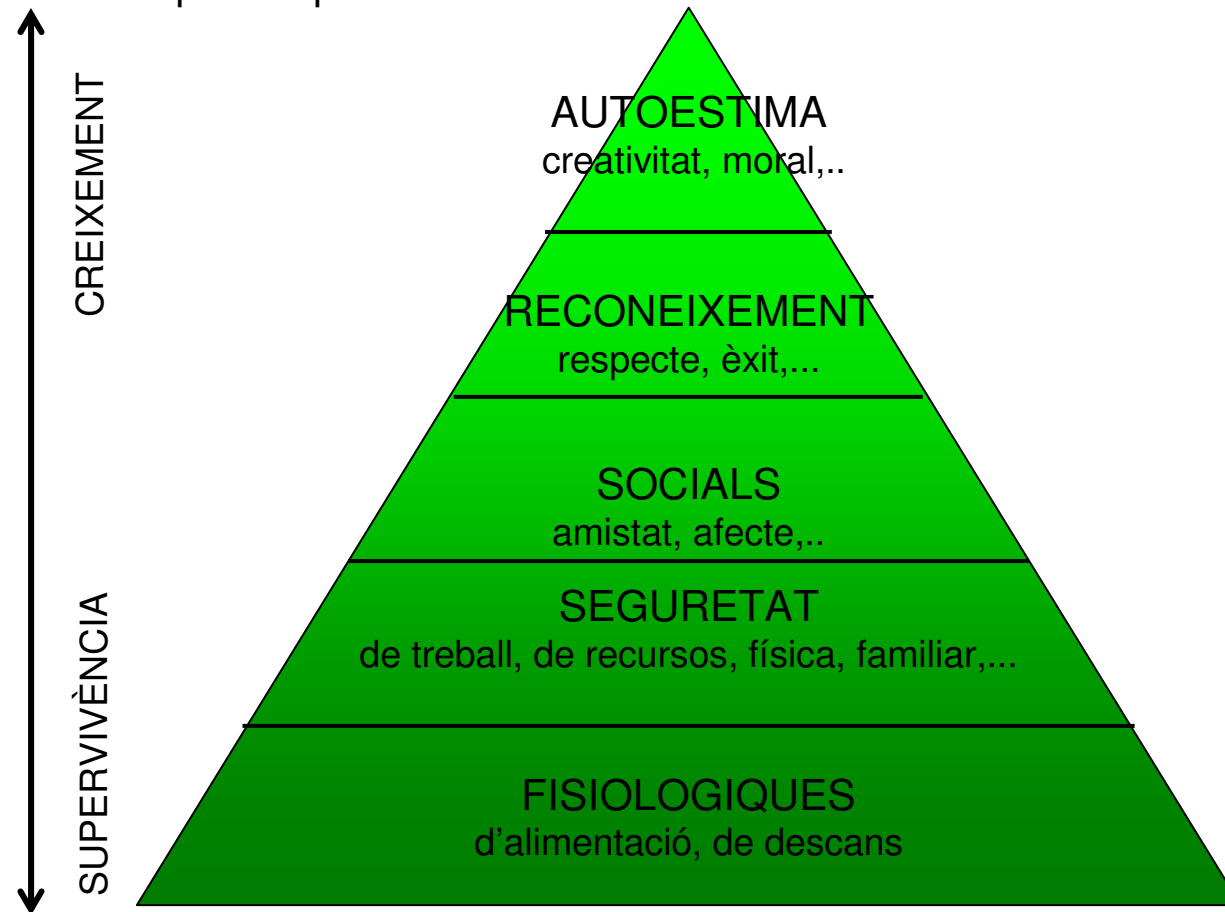 CREIXEMENT
SUPERVIVÈNCIA
AUTOESTIMA
creativitat, moral,..
RECONEIXEMENT
respecte, èxit,...
SOCIALS
amistat, afecte,..
SEGURETAT
de treball, de recursos, física, familiar,...
FISIOLOGIQUES
d'alimentació, de descans